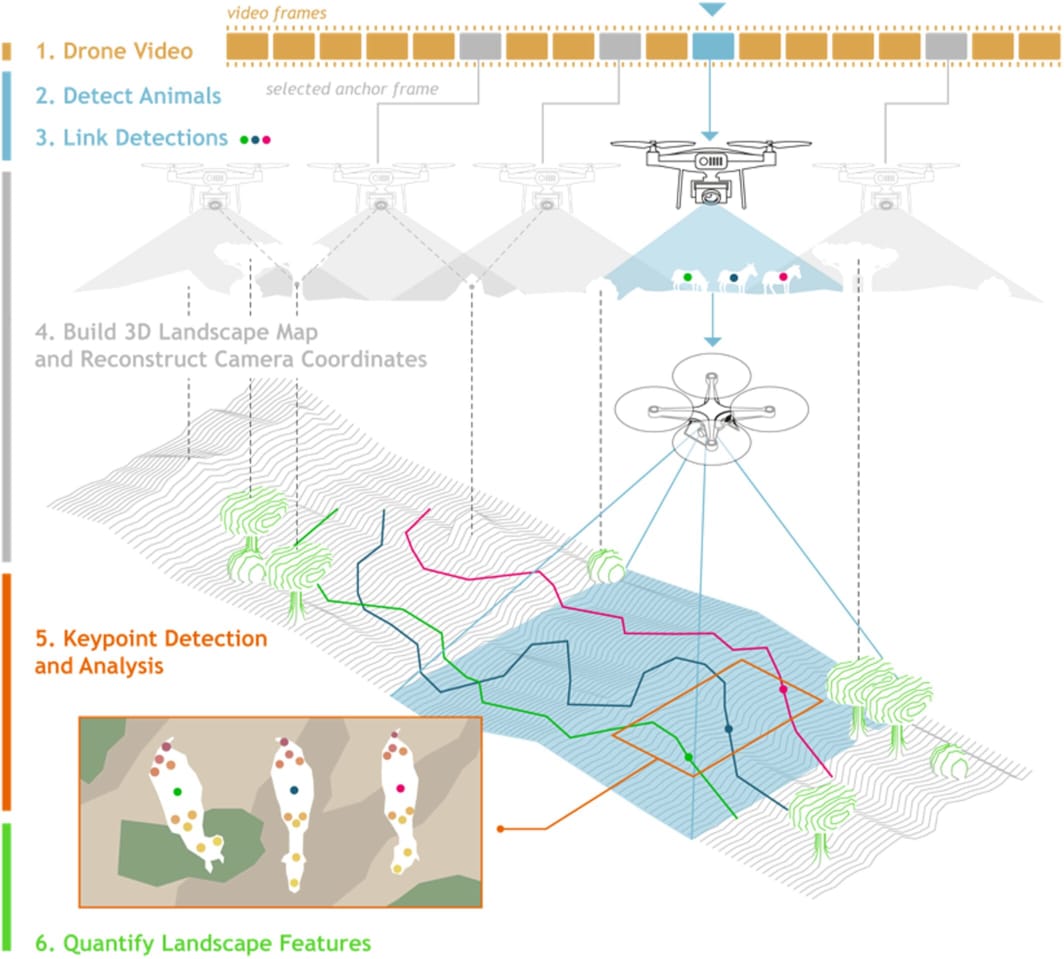 video frames
1. Drone Video
2. Detect Animals
selected anchor frame
3. Link Detections
4. Build 3D Landscape Map
and Reconstruct Camera Coordinates
5. Keypoint Detection
and Analysis
6. Quantify Landscape Features